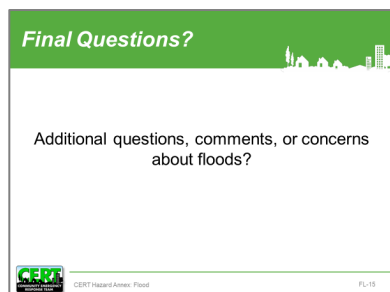 Final Questions?
Additional questions, comments, or concerns
about floods?
CERT
COMMUNITY EMERGENCY
RESPONSE TEAM
CERT Hazard Annex: Flood
FL-15